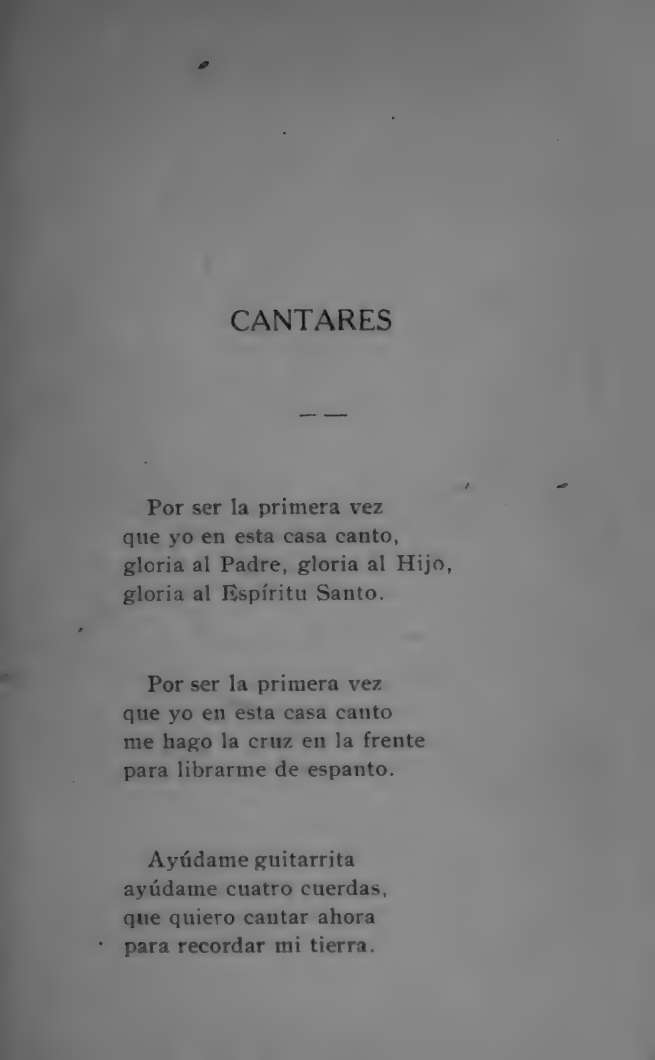 CANTARES
Por ser la primera vez
que yo en esta casa canto,
gloria al Padre, gloria al Hijo,
gloria al Espíritu Santo.
Por ser la primera vez
que yo en esta casa canto
me hago la cruz en la frente
para librarme de espanto.
Ayúdame guitarrita
ayúdame cuatro cuerdas,
que quiero cantar ahora
para recordar mi tierra.